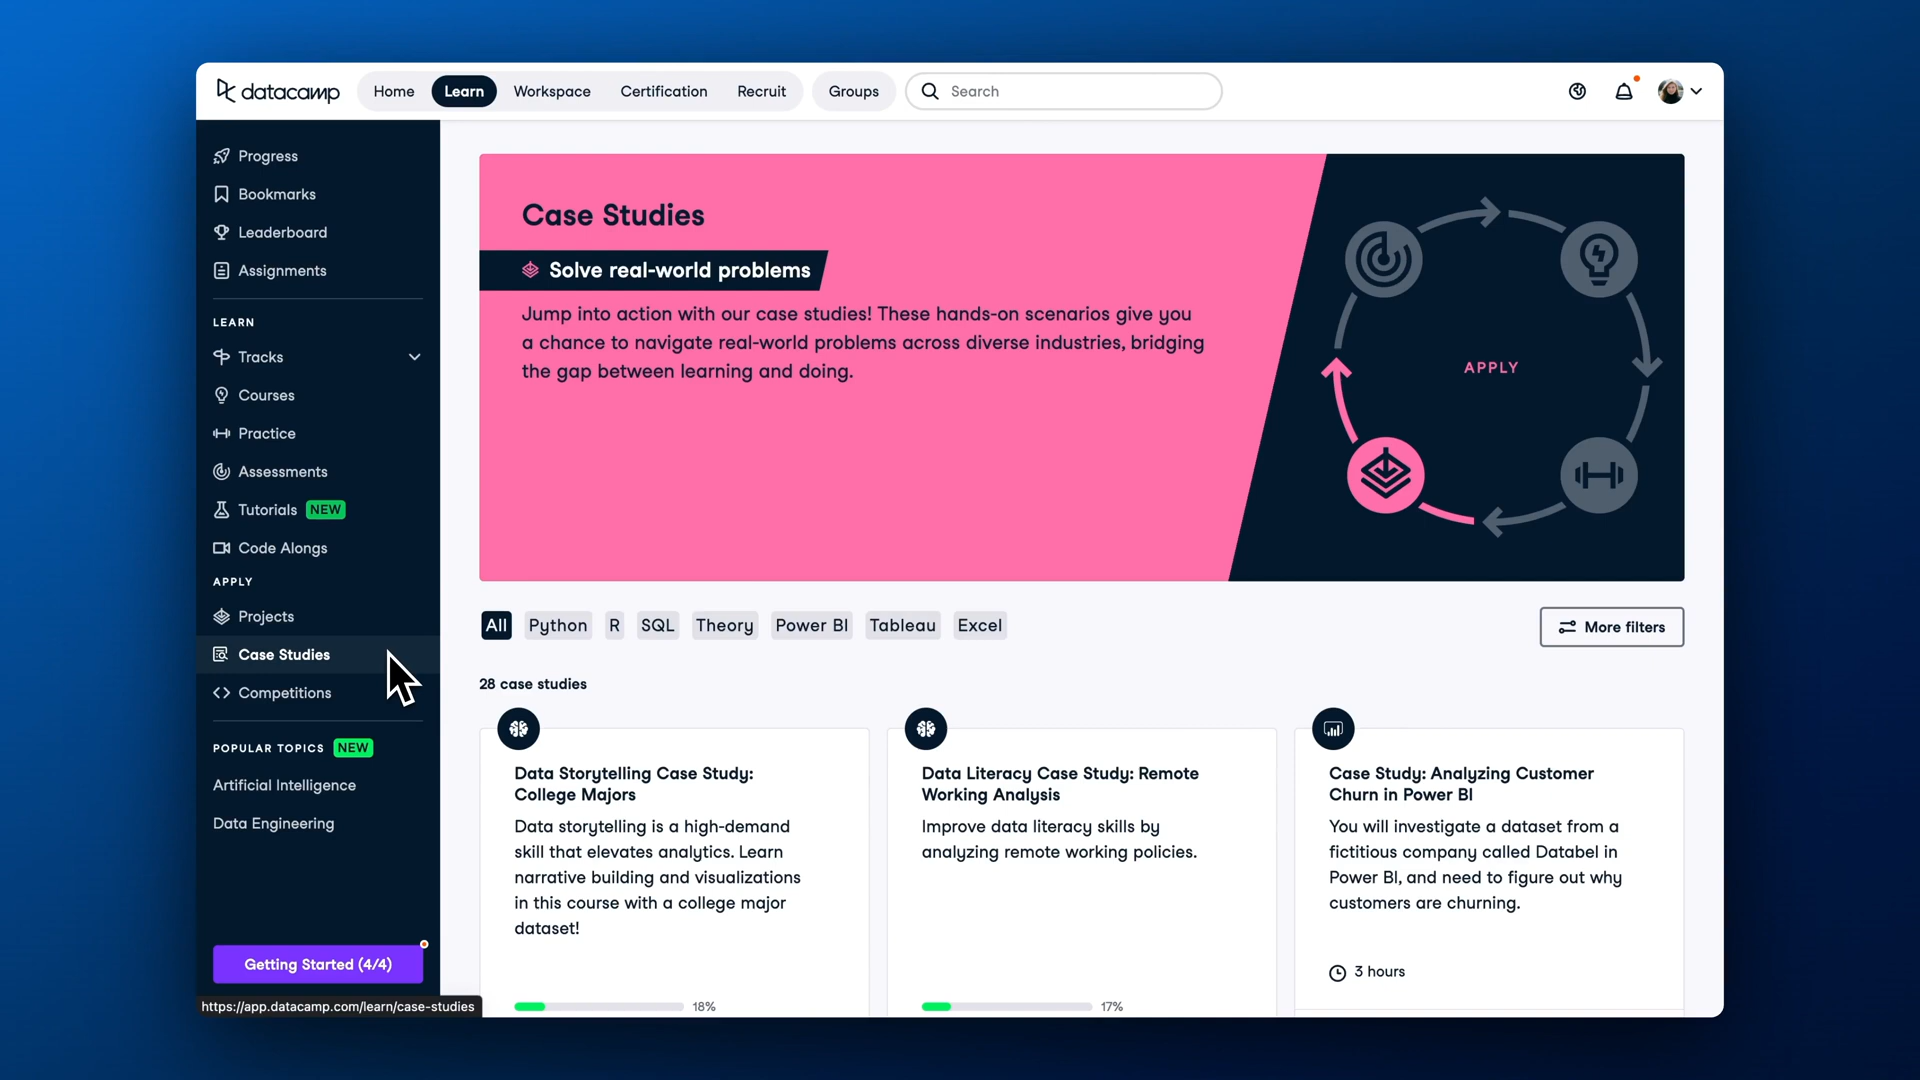 datacamp
Home
Learn
Workspace
Certification
Recruit
Groups
Search
Progress
Bookmarks
Leaderboard
Assignments
LEARN
Tracks
Courses
Practice
Assessments
Tutorials NEW
Code Alongs
APPLY
Projects
Case Studies
Competitions
POPULAR TOPICS NEW
Artificial Intelligence
Data Engineering
Getting Started (4/4)
https://app.datacamp.com/learn/case-studies
Case Studies
Solve real-world problems
Jump into action with our case studies! These hands-on scenarios give you
a chance to navigate real-world problems across diverse industries, bridging
the gap between learning and doing.
APPLY
All
Python
R
SQL
Theory
Power BI
Tableau
Excel
More filters
28 case studies
Data Storytelling Case Study:
College Majors
Data storytelling is a high-demand
skill that elevates analytics. Learn
narrative building and visualizations
in this course with a college major
dataset!
18%
Data Literacy Case Study: Remote
Working Analysis
Improve data literacy skills by
analyzing remote working policies.
17%
Case Study: Analyzing Customer
Churn in Power BI
You will investigate a dataset from a
fictitious company called Databel in
Power BI, and need to figure out why
customers are churning.
3 hours